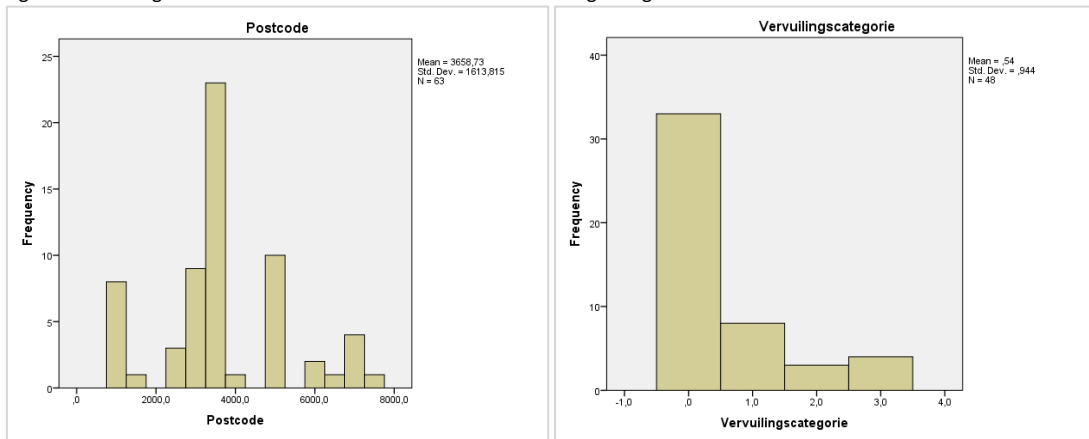 Postcode
Mean = 3658,73
Std. Dev. = 1613,815
N = 63
25
20
15
10
5
0
Frequency
,0
2000,0
4000,0
6000,0
8000,0
Postcode
Vervuilingscategorie
Mean = ,54
Std. Dev. = ,944
N = 48
40
30
20
10
0
Frequency
-1,0
,0
1,0
2,0
3,0
4,0
Vervuilingscategorie